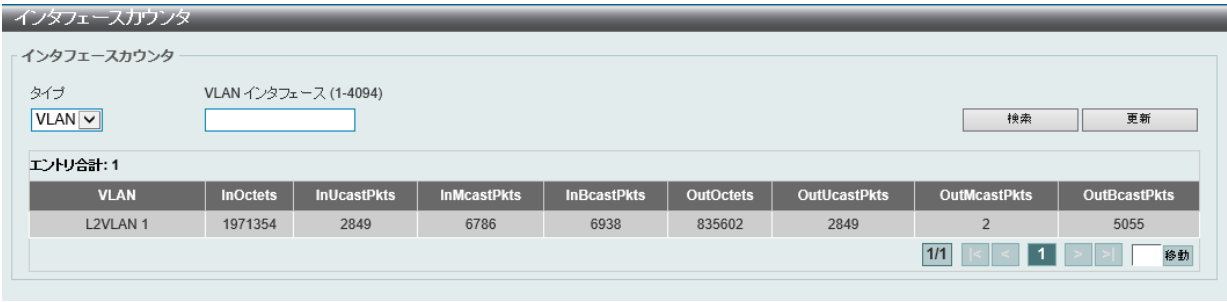 インタフェースカウンタ
インタフェースカウンタ
タイプ VLAN インタフェース (1-4094)
VLAN 検索 更新
エントリ合計: 1
VLAN InOctets InUcastPkts InMcastPkts InBcastPkts OutOctets OutUcastPkts OutMcastPkts OutBcastPkts
L2VLAN 1 1971354 2849 6786 6938 835602 2849 2 5055
1/1 |< < 1 > >| 移動